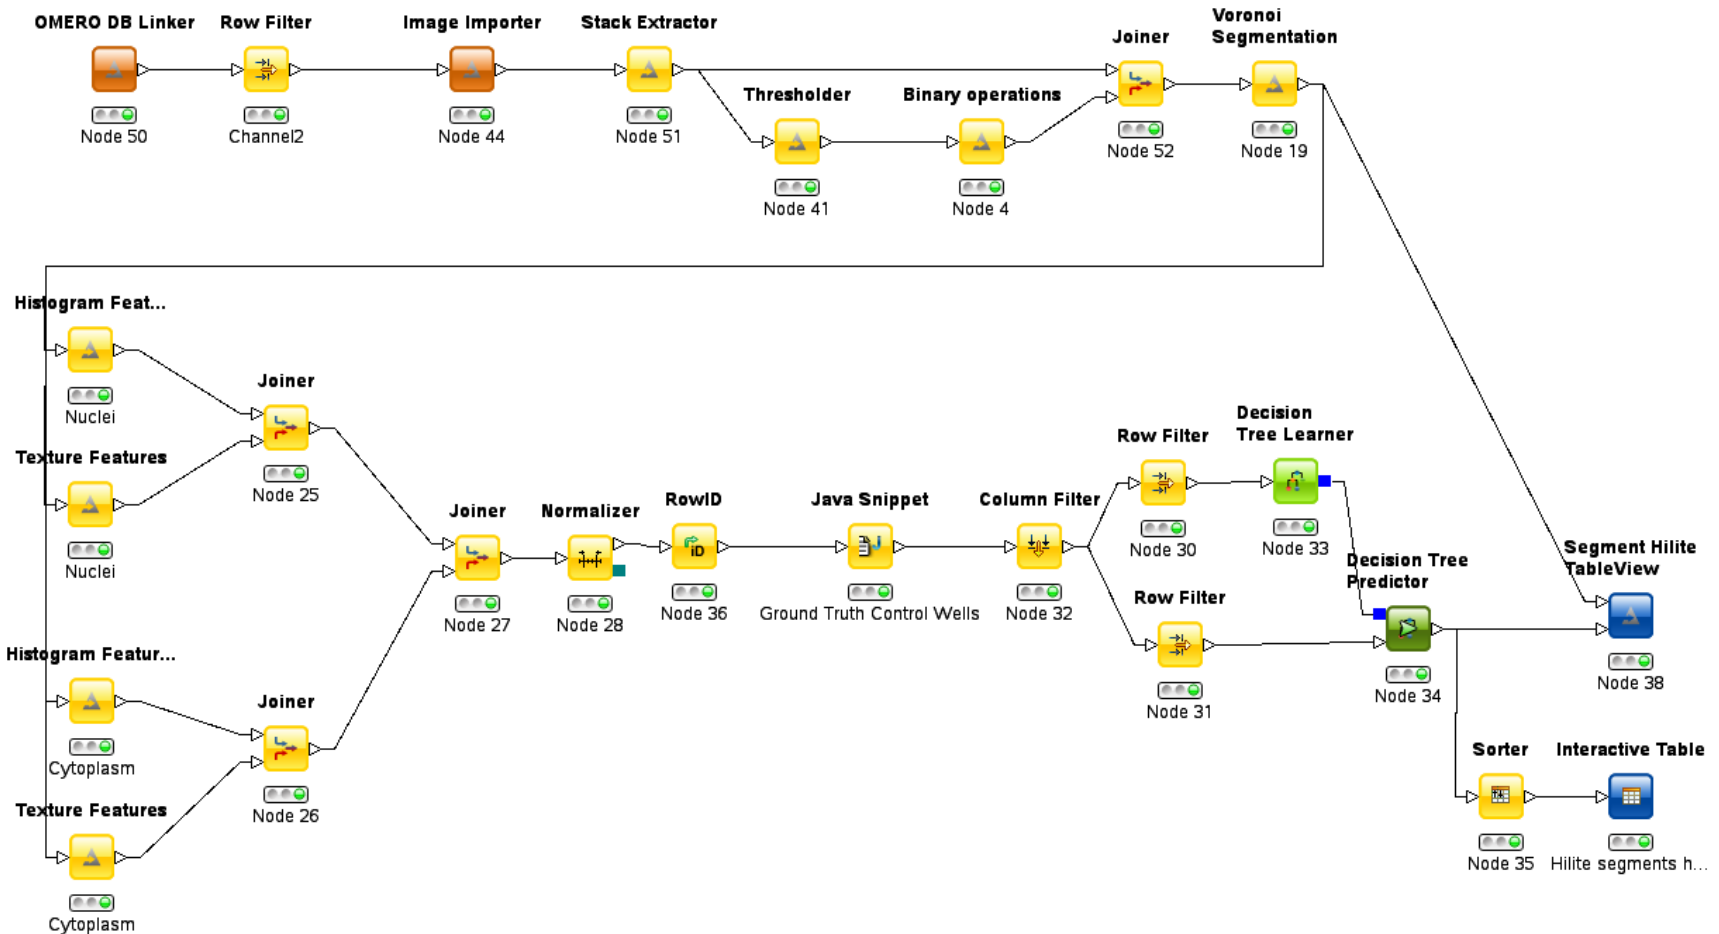 OMERO DB Linker
Row Filter
Image Importer
Stack Extractor
Joiner
Voronoi
Segmentation
Thresholder
Binary operations
Node 50
Channel2
Node 44
Node 51
Node 52
Node 19
Node 41
Node 4
Histogram Feat...
Nuclei
Joiner
Texture Features
Node 25
Nuclei
Joiner
Normalizer
RowID
Java Snippet
Column Filter
Row Filter
Decision
Tree Learner
Node 30
Node 33
Decision Tree
Predictor
Segment Hilite
TableView
Node 27
Node 28
Node 36
Ground Truth Control Wells
Node 32
Row Filter
Node 31
Node 34
Node 38
Histogram Featur...
Cytoplasm
Joiner
Texture Features
Node 26
Cytoplasm
Sorter
Interactive Table
Node 35
Hilite segments h...
iD